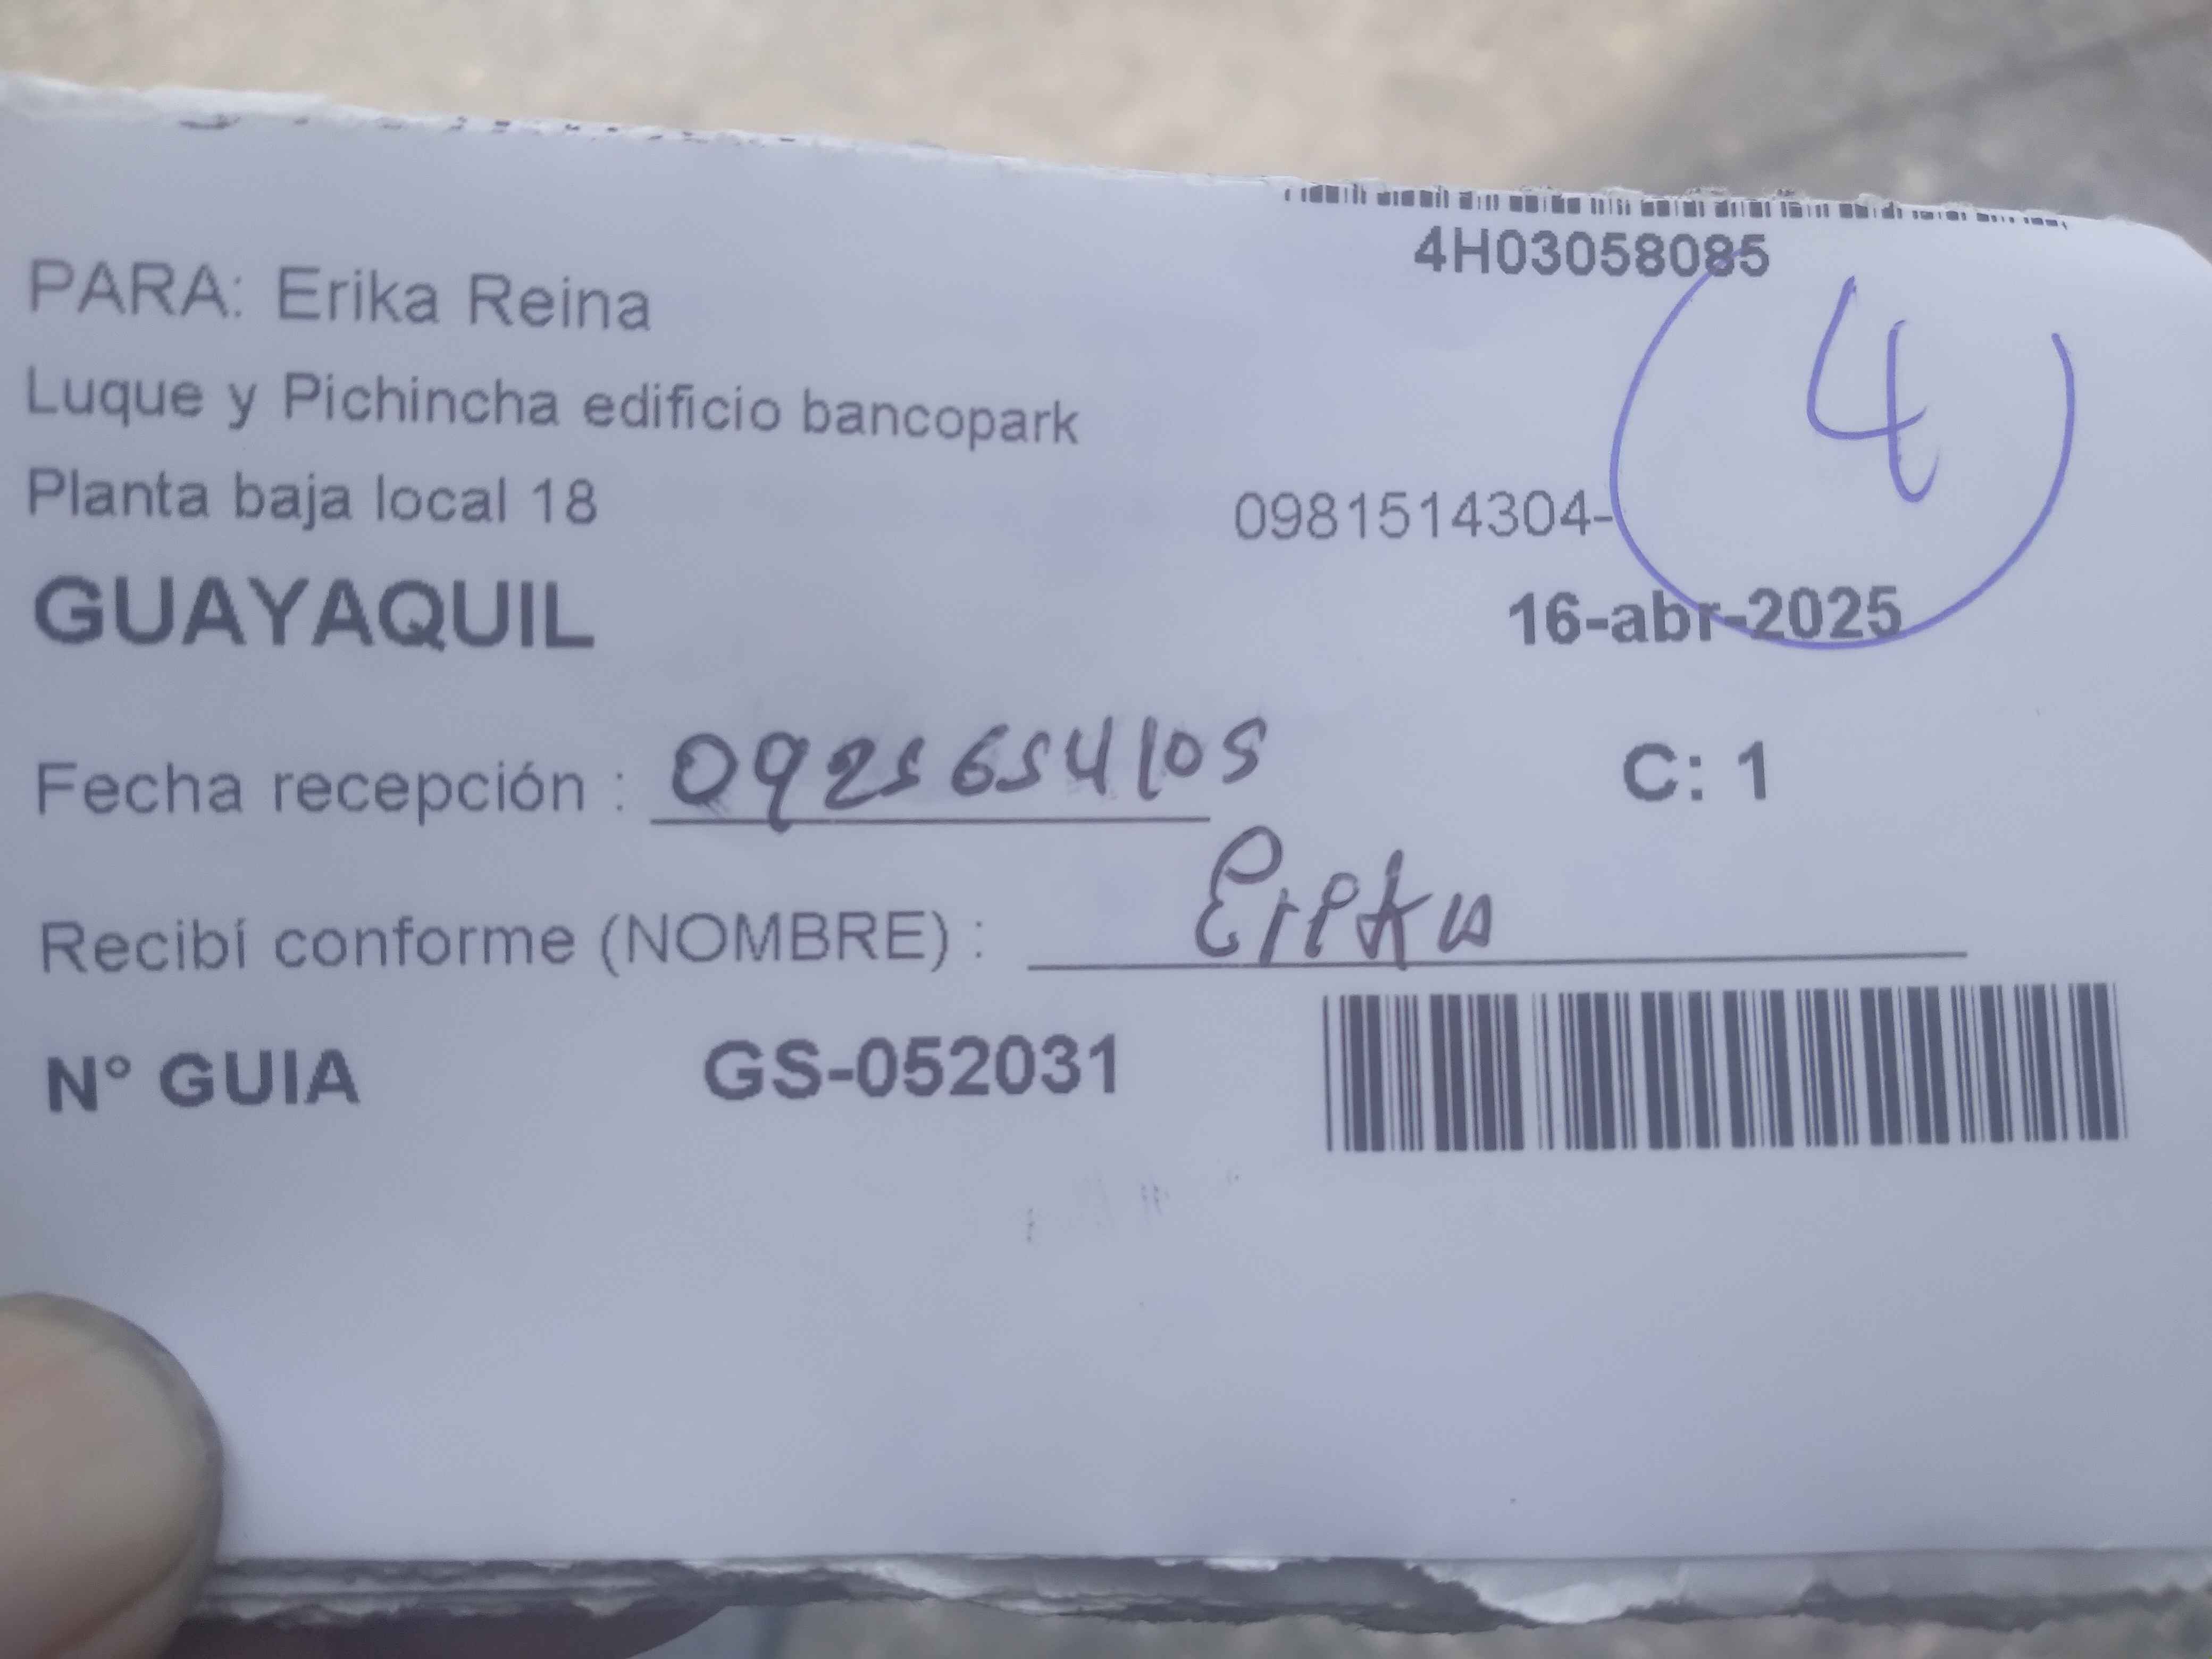 4H03058085
4
PARA: Erika Reina
Luque y Pichincha edificio bancopark
Planta baja local 18
0981514304-
GUAYAQUIL
16-abr-2025
Fecha recepción : 0925654105
C: 1
Recibí conforme (NOMBRE) : Erika
N° GUIA GS-052031